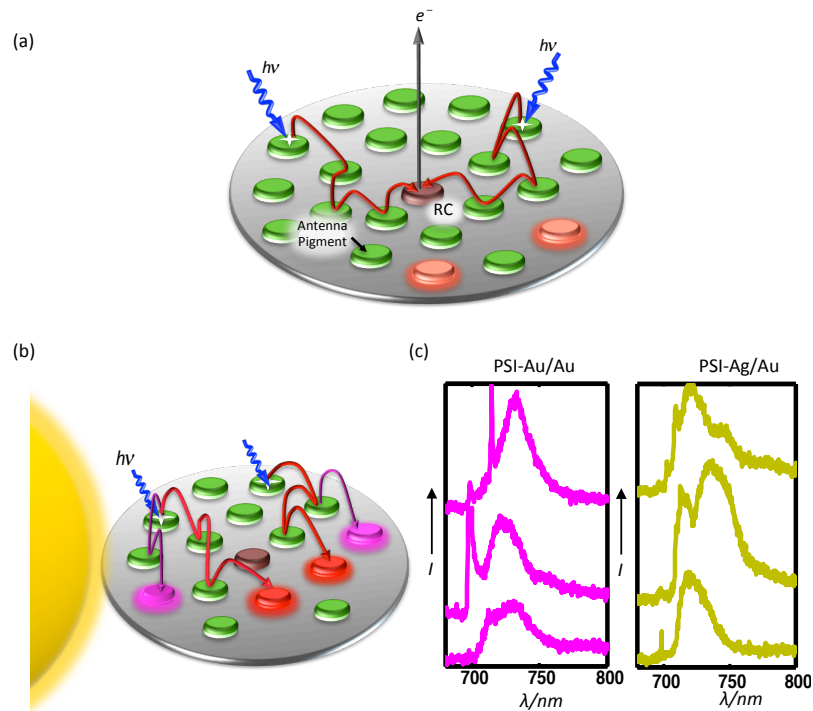 (a)
e⁻
hν
hν
RC
Antenna
Pigment
(b)
hν
(c)
PSI-Au/Au
PSI-Ag/Au
I
I
700 750 800
λ/nm
700 750 800
λ/nm